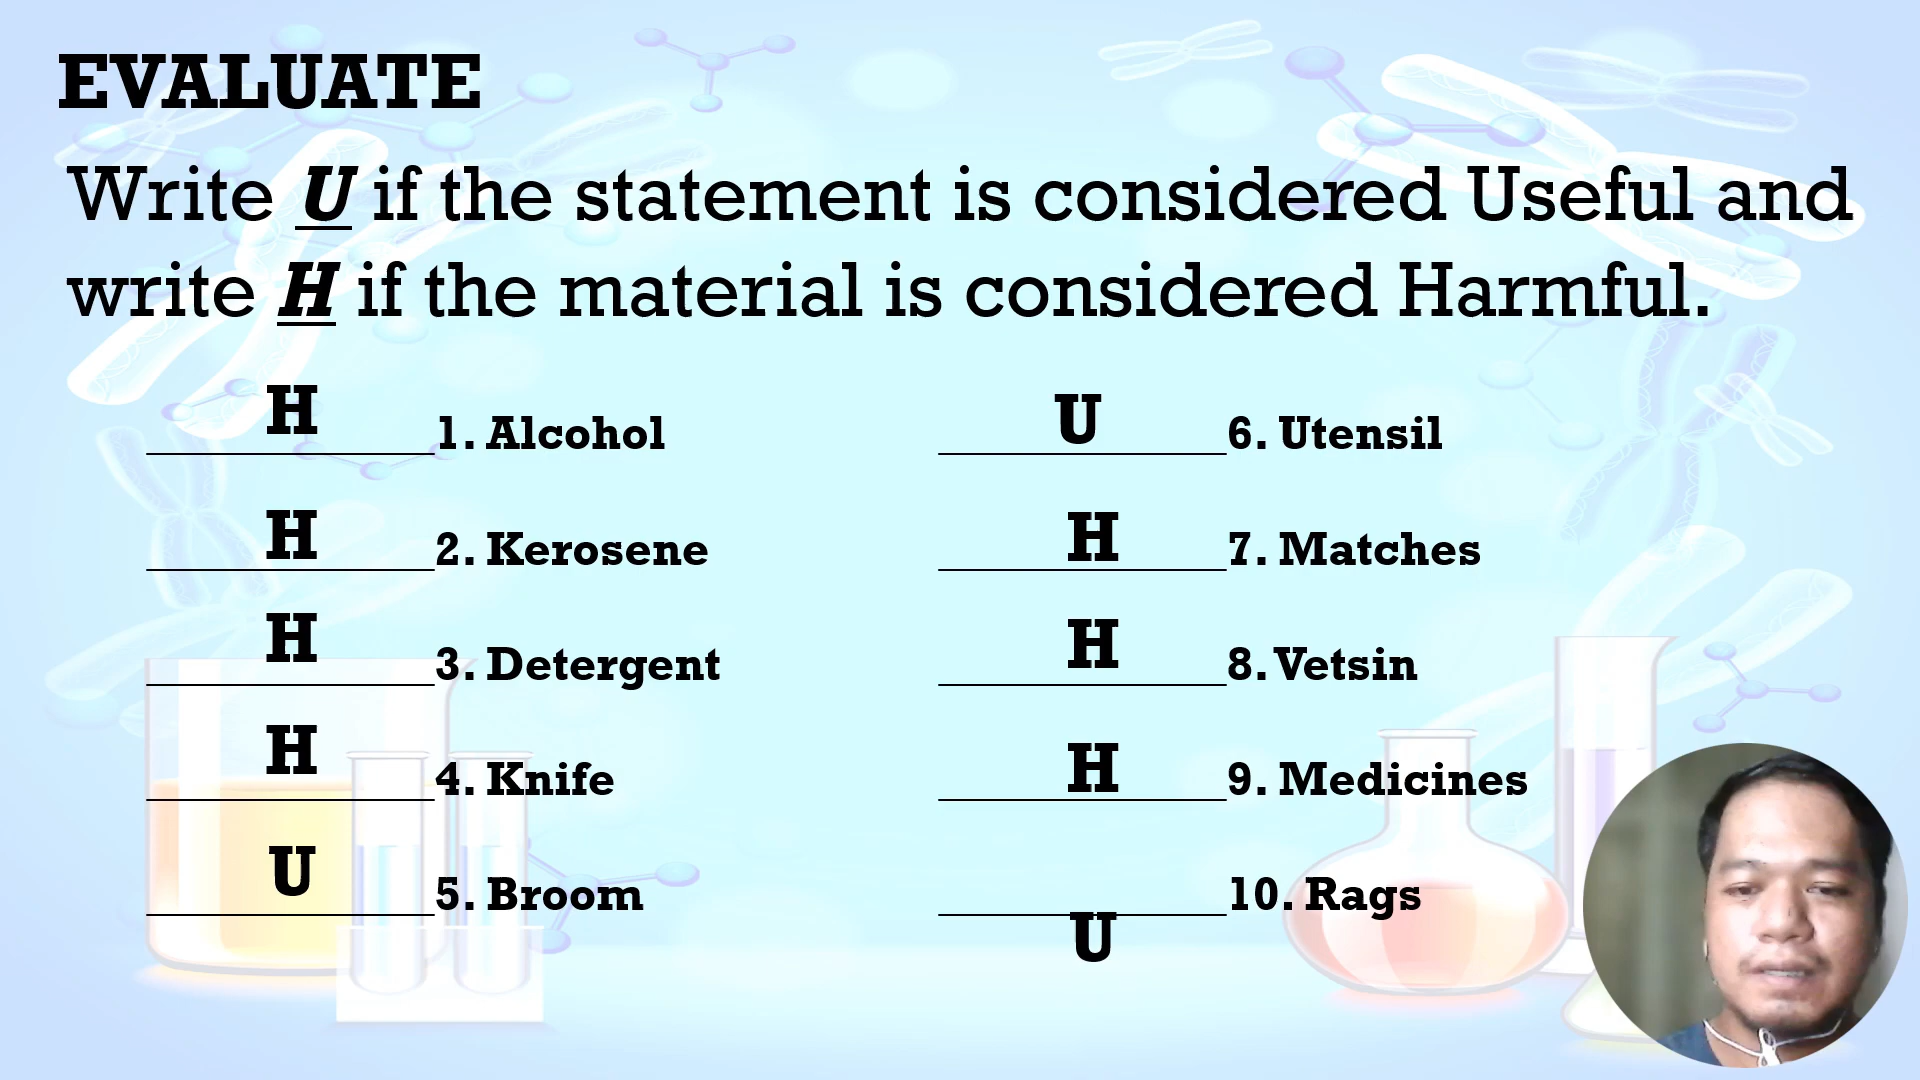 EVALUATE
Write U if the statement is considered Useful and
write H if the material is considered Harmful.
H 1. Alcohol
H 2. Kerosene
H 3. Detergent
H 4. Knife
U 5. Broom
U 6. Utensil
H 7. Matches
H 8. Vetsin
H 9. Medicines
U 10. Rags